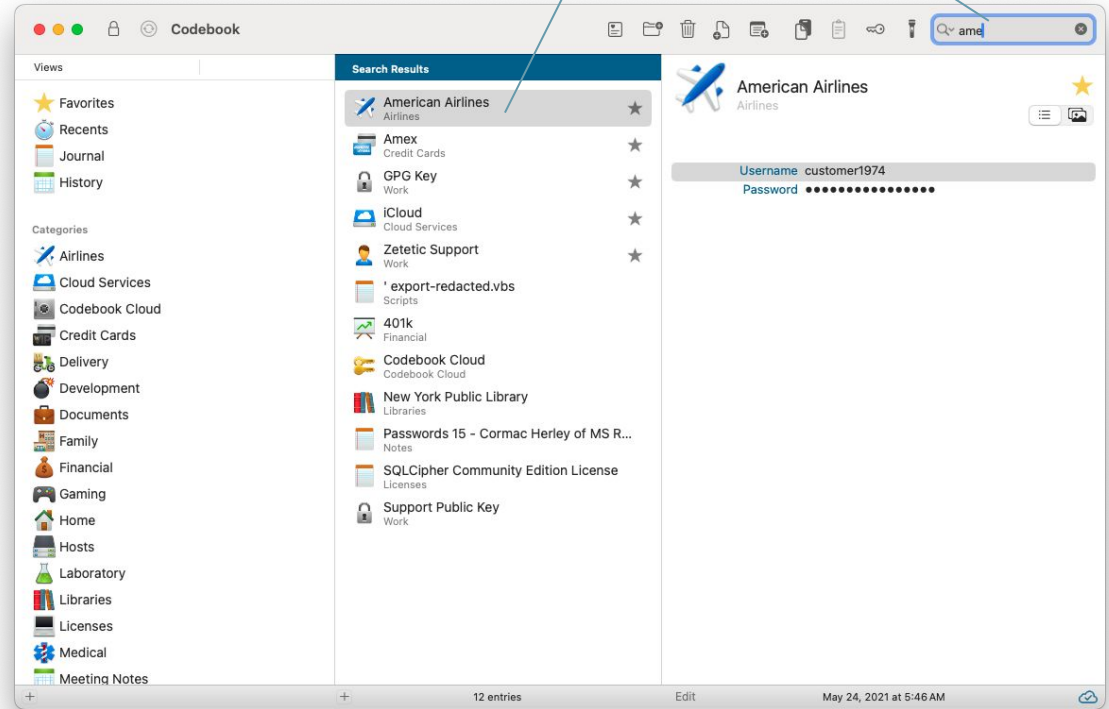 Codebook
ame
Views
Favorites
Recents
Journal
History
Categories
Airlines
Cloud Services
Codebook Cloud
Credit Cards
Delivery
Development
Documents
Family
Financial
Gaming
Home
Hosts
Laboratory
Libraries
Licenses
Medical
Meeting Notes
Search Results
American Airlines
Airlines
Amex
Credit Cards
GPG Key
Work
iCloud
Cloud Services
Zetetic Support
Work
' export-redacted.vbs
Scripts
401k
Financial
Codebook Cloud
Codebook Cloud
New York Public Library
Libraries
Passwords 15 - Cormac Herley of MS R...
Notes
SQLCipher Community Edition License
Licenses
Support Public Key
Work
12 entries
American Airlines
Airlines
Username customer1974
Password ●●●●●●●●●●●●●●●●
Edit
May 24, 2021 at 5:46 AM